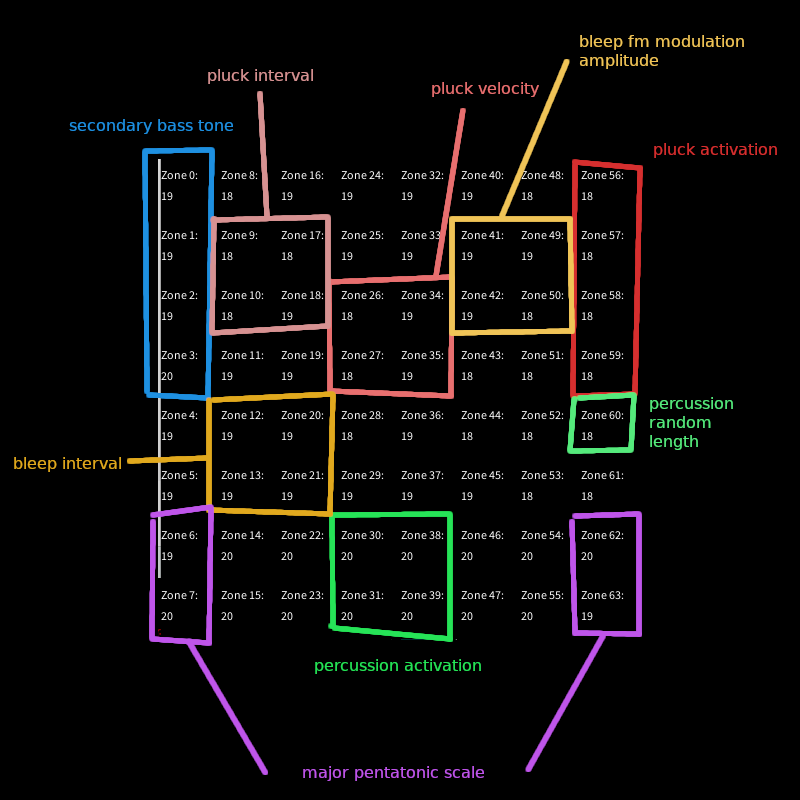 bleep fm modulation
amplitude
pluck interval
pluck velocity
secondary bass tone
pluck activation
Zone 0: Zone 8: Zone 16: Zone 24: Zone 32: Zone 40: Zone 48: Zone 56:
19 18 19 19 19 19 18 18
Zone 1: Zone 9: Zone 17: Zone 25: Zone 33 Zone 41: Zone 49: Zone 57:
19 18 18 19 19 19 19 18
Zone 2: Zone 10: Zone 18: Zone 26: Zone 34: Zone 42: Zone 50: Zone 58:
19 18 19 18 19 19 18 18
Zone 3: Zone 11: Zone 19: Zone 27: Zone 35: Zone 43: Zone 51: Zone 59:
20 19 19 18 19 18 18 18
percussion
random
length
Zone 4: Zone 12: Zone 20: Zone 28: Zone 36: Zone 44: Zone 52: Zone 60:
19 19 19 18 19 18 18 18
bleep interval
Zone 5: Zone 13: Zone 21: Zone 29: Zone 37: Zone 45: Zone 53: Zone 61:
19 19 19 19 19 19 18 18
Zone 6: Zone 14: Zone 22: Zone 30: Zone 38: Zone 46: Zone 54: Zone 62:
19 20 20 20 20 20 20 20
Zone 7: Zone 15: Zone 23: Zone 31: Zone 39: Zone 47: Zone 55: Zone 63:
20 20 20 20 20 20 20 19
percussion activation
major pentatonic scale